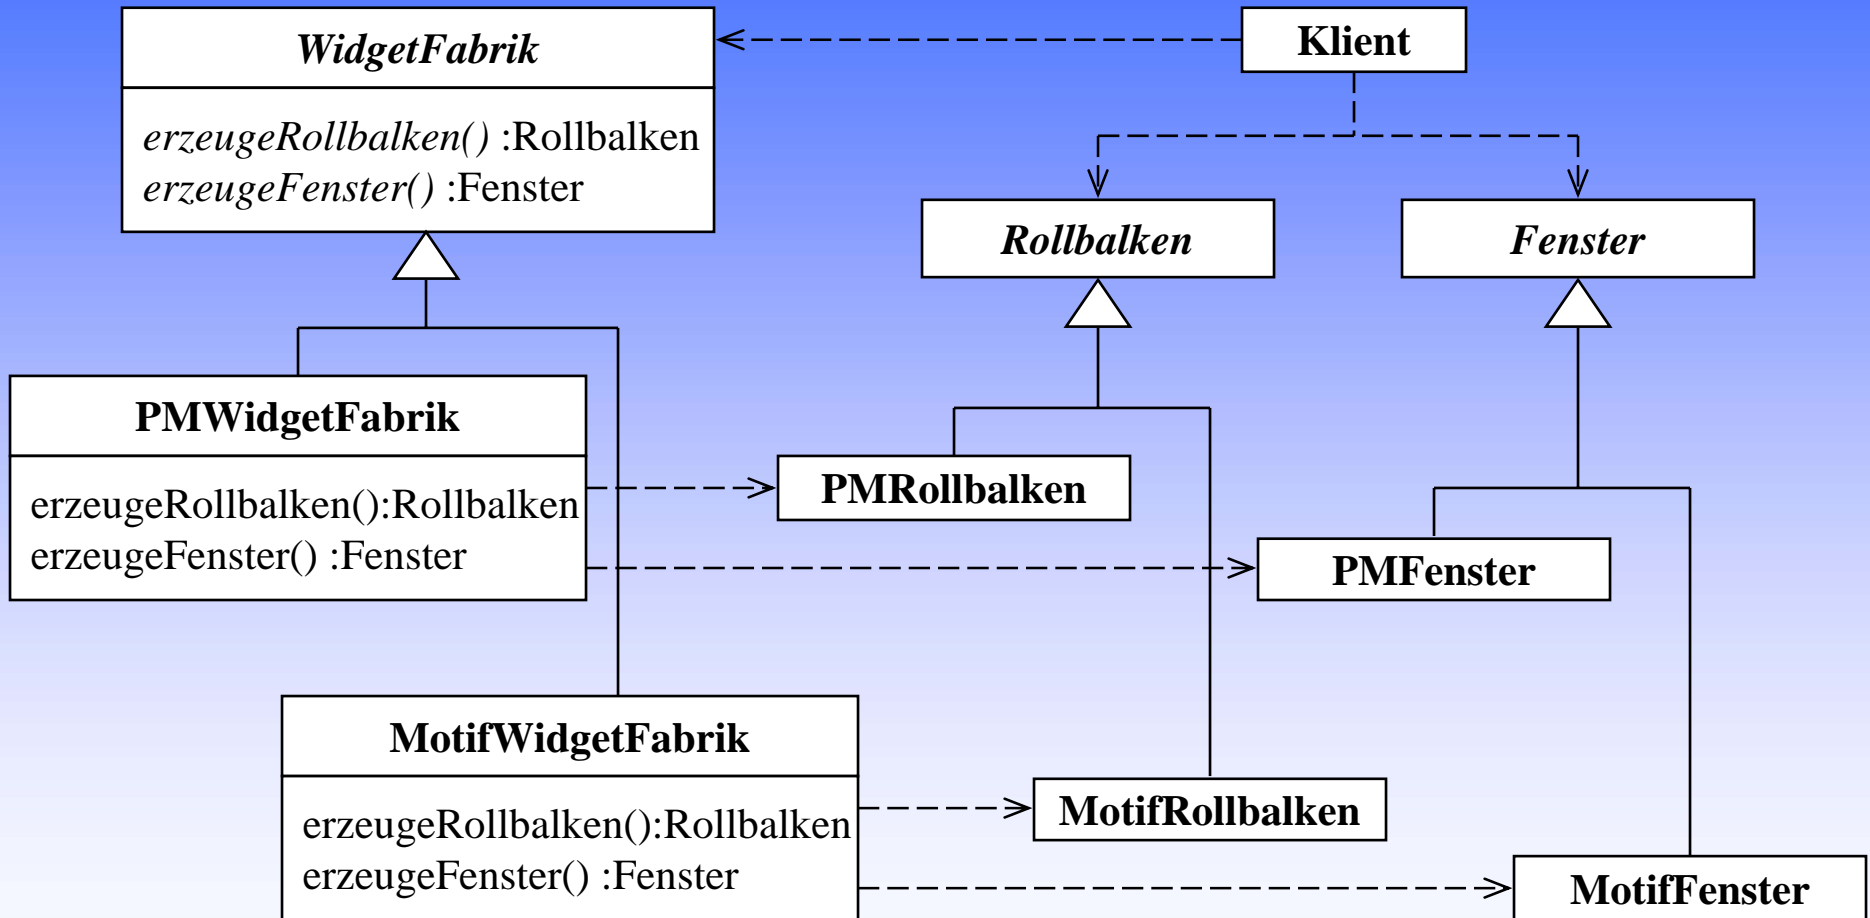 WidgetFabrik
Klient
erzeugeRollbalken() :Rollbalken
erzeugeFenster() :Fenster
Rollbalken
Fenster
PMWidgetFabrik
erzeugeRollbalken():Rollbalken
erzeugeFenster() :Fenster
PMRollbalken
PMFenster
MotifWidgetFabrik
erzeugeRollbalken():Rollbalken
erzeugeFenster() :Fenster
MotifRollbalken
MotifFenster